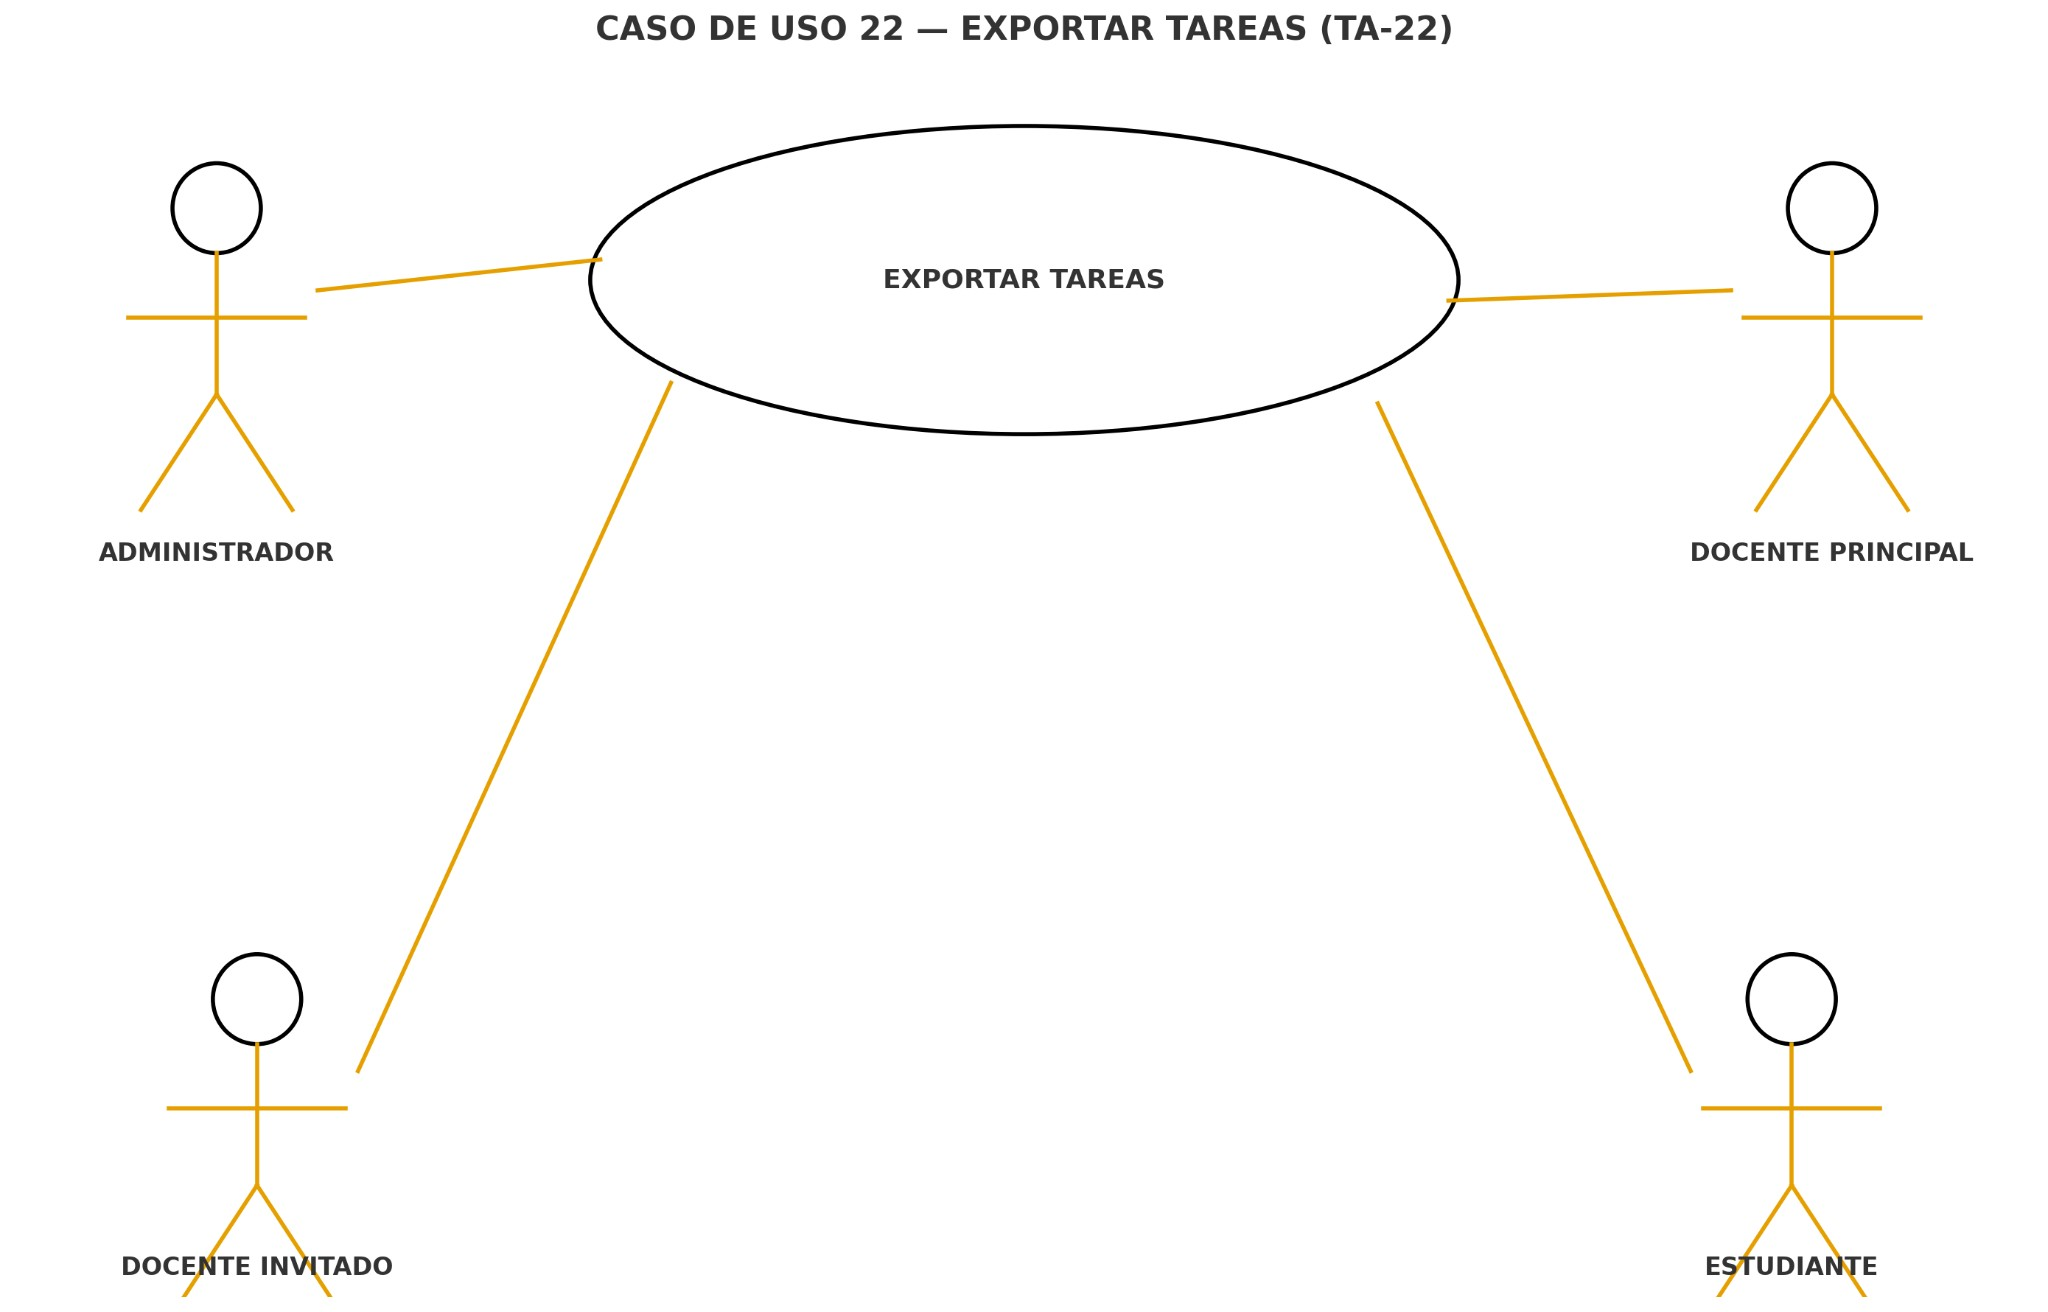 CASO DE USO 22 — EXPORTAR TAREAS (TA-22)
EXPORTAR TAREAS
ADMINISTRADOR
DOCENTE PRINCIPAL
DOCENTE INVITADO
ESTUDIANTE